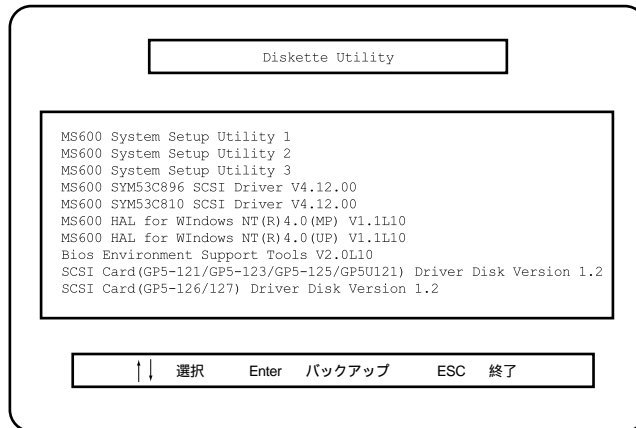 Diskette Utility
MS600 System Setup Utility 1
MS600 System Setup Utility 2
MS600 System Setup Utility 3
MS600 SYM53C896 SCSI Driver V4.12.00
MS600 SYM53C810 SCSI Driver V4.12.00
MS600 HAL for WIndows NT(R)4.0(MP) V1.1L10
MS600 HAL for WIndows NT(R)4.0(UP) V1.1L10
Bios Environment Support Tools V2.0L10
SCSI Card(GP5-121/GP5-123/GP5-125/GP5U121) Driver Disk Version 1.2
SCSI Card(GP5-126/127) Driver Disk Version 1.2
↑↓ 選択 Enter バックアップ ESC 終了